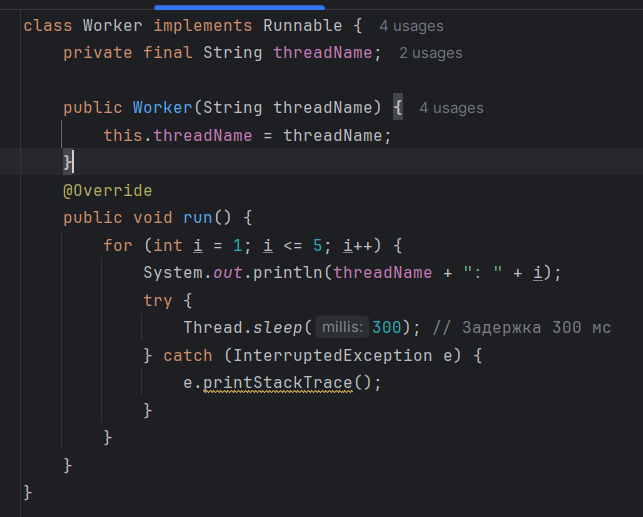 class Worker implements Runnable { 4 usages
private final String threadName; 2 usages
public Worker(String threadName) { 4 usages
this.threadName = threadName;
}
@Override
public void run() {
for (int i = 1; i <= 5; i++) {
System.out.println(threadName + ": " + i);
try {
Thread.sleep( millis: 300); // Задержка 300 мс
} catch (InterruptedException e) {
e.printStackTrace();
}
}
}
}